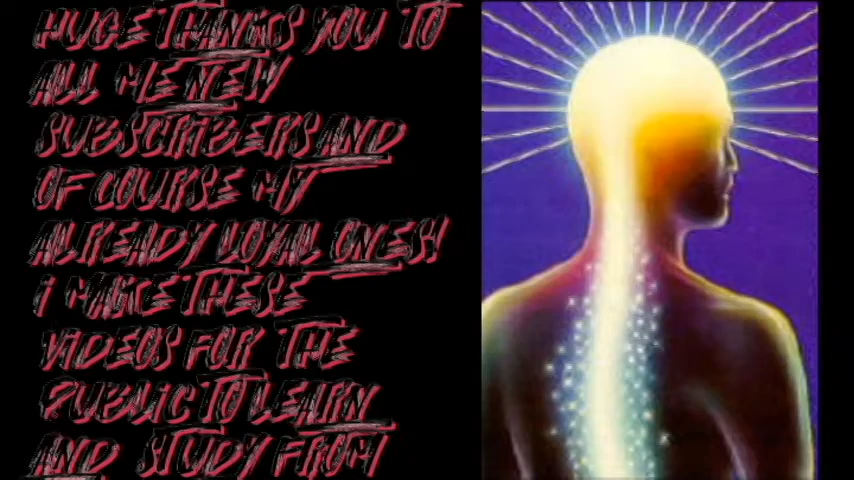 HUGE THANKS YOU TO
ALL ME NEW
SUBSCRIBERS AND
OF COURSE MY
ALREADY LOYAL ONES!
I MAKE THESE
VIDEOS FOR THE
PUBLIC TO LEARN
AND STUDY FROM